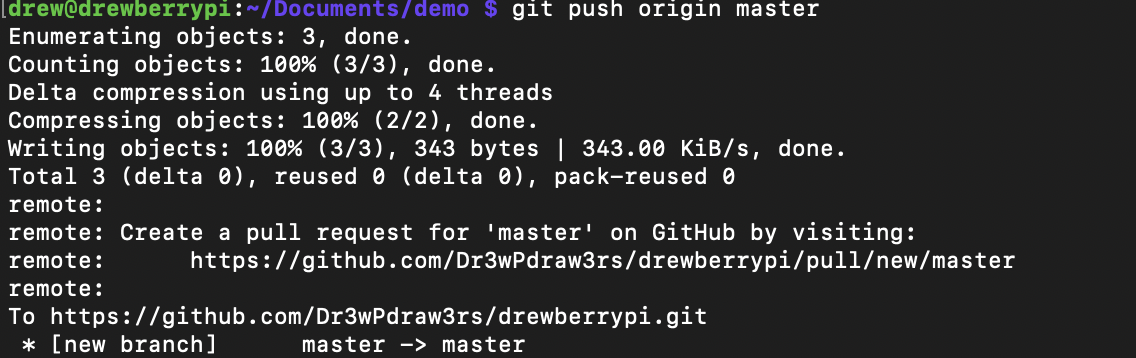 drew@drewberrypi:~/Documents/demo $ git push origin master
Enumerating objects: 3, done.
Counting objects: 100% (3/3), done.
Delta compression using up to 4 threads
Compressing objects: 100% (2/2), done.
Writing objects: 100% (3/3), 343 bytes | 343.00 KiB/s, done.
Total 3 (delta 0), reused 0 (delta 0), pack-reused 0
remote:
remote: Create a pull request for 'master' on GitHub by visiting:
remote:      https://github.com/Dr3wPdraw3rs/drewberrypi/pull/new/master
remote:
To https://github.com/Dr3wPdraw3rs/drewberrypi.git
 * [new branch]      master -> master